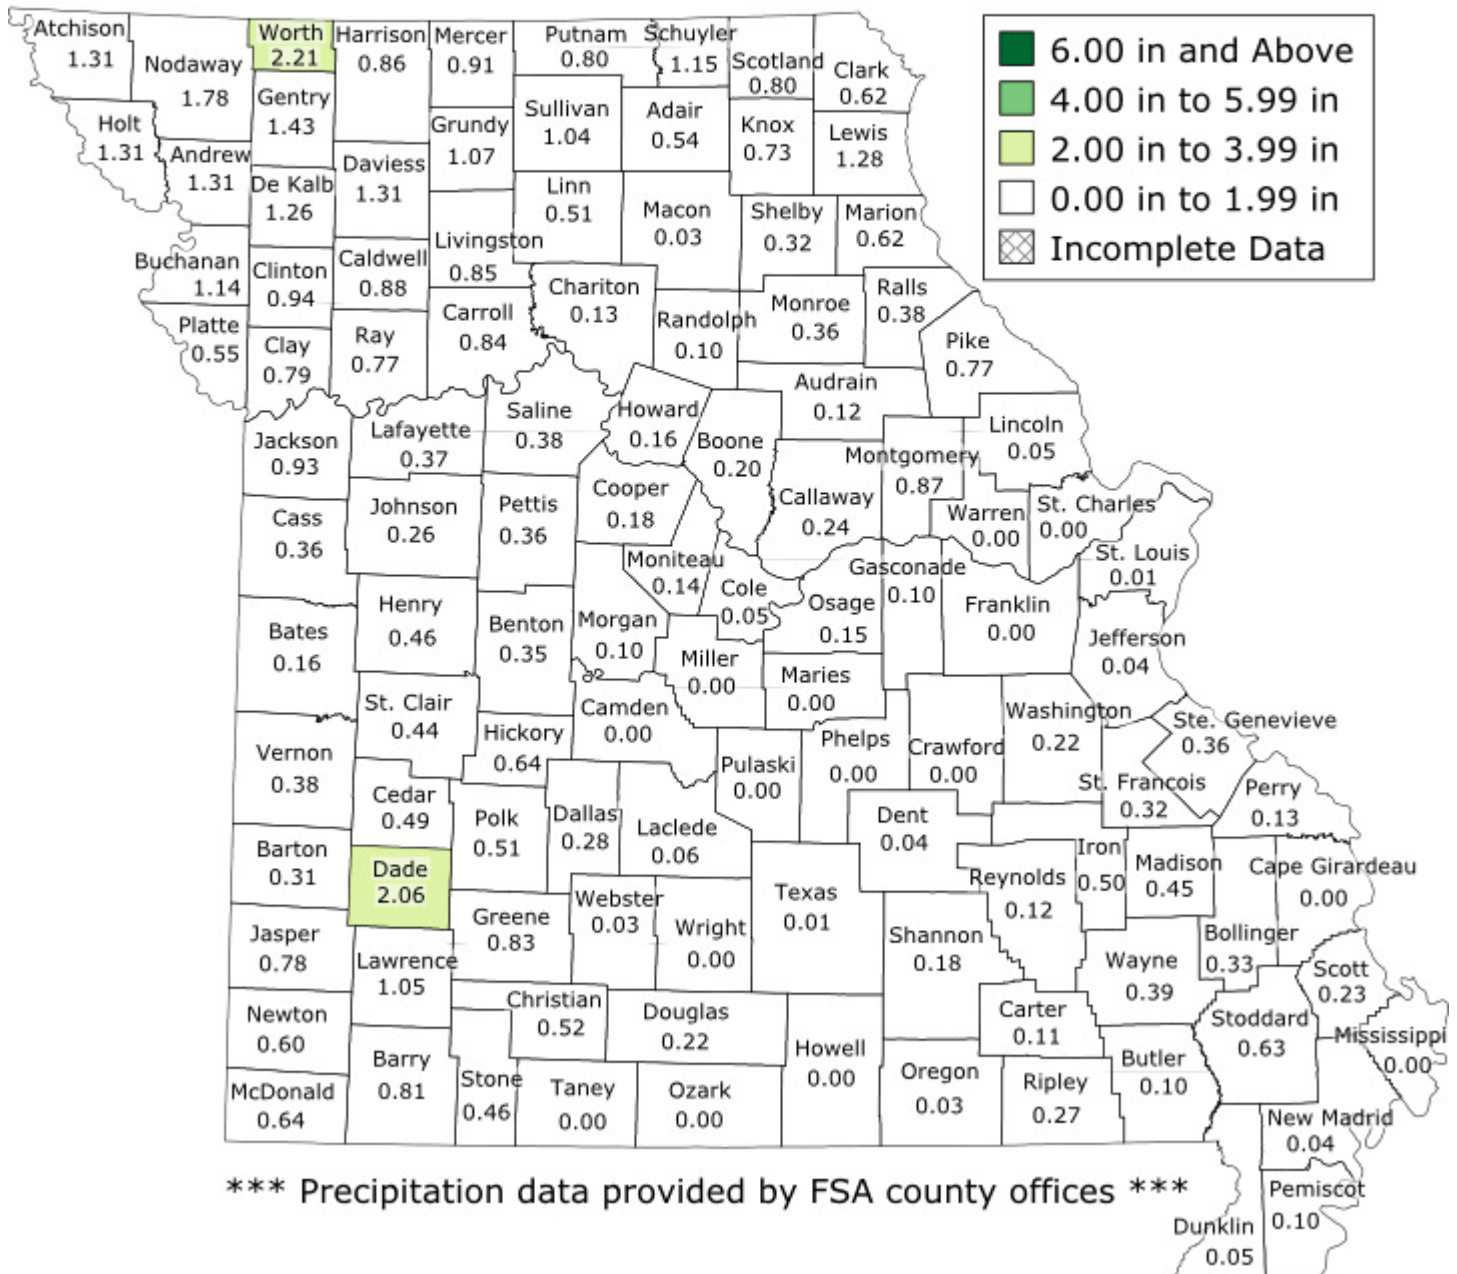 Atchison
1.31
Nodaway
1.78
Worth
2.21
Harrison
0.86
Mercer
0.91
Putnam
0.80
Schuyler
1.15
Scotland
0.80
Clark
0.62
6.00 in and Above
4.00 in to 5.99 in
2.00 in to 3.99 in
0.00 in to 1.99 in
Incomplete Data
Holt
1.31
Andrew
1.31
Gentry
1.43
De Kalb
1.26
Daviess
1.31
Grundy
1.07
Sullivan
1.04
Adair
0.54
Knox
0.73
Lewis
1.28
Linn
0.51
Macon
0.03
Shelby
0.32
Marion
0.62
Buchanan
1.14
Clinton
0.94
Caldwell
0.88
Livingston
0.85
Chariton
0.13
Randolph
0.10
Monroe
0.36
Ralls
0.38
Pike
0.77
Platte
0.55
Clay
0.79
Ray
0.77
Carroll
0.84
Audrain
0.12
Jackson
0.93
Lafayette
0.37
Saline
0.38
Howard
0.16
Boone
0.20
Montgomery
0.87
Lincoln
0.05
Cass
0.36
Johnson
0.26
Pettis
0.36
Cooper
0.18
Callaway
0.24
Warren
0.00
St. Charles
0.00
St. Louis
0.01
Moniteau
0.14
Cole
0.05
Osage
0.15
Gasconade
0.10
Franklin
0.00
Jefferson
0.04
Bates
0.16
Henry
0.46
Benton
0.35
Morgan
0.10
Miller
0.00
Maries
0.00
St. Clair
0.44
Hickory
0.64
Camden
0.00
Pulaski
0.00
Phelps
0.00
Crawford
0.00
Washington
0.22
Ste. Genevieve
0.36
St. Francois
0.32
Perry
0.13
Vernon
0.38
Cedar
0.49
Polk
0.51
Dallas
0.28
Laclede
0.06
Dent
0.04
Iron
0.50
Madison
0.45
Cape Girardeau
0.00
Barton
0.31
Dade
2.06
Greene
0.83
Webster
0.03
Wright
0.00
Texas
0.01
Reynolds
0.12
Shannon
0.18
Wayne
0.39
Bollinger
0.33
Scott
0.23
Jasper
0.78
Lawrence
1.05
Christian
0.52
Douglas
0.22
Howell
0.00
Carter
0.11
Stoddard
0.63
Mississippi
0.00
Newton
0.60
Barry
0.81
Stone
0.46
Taney
0.00
Ozark
0.00
Oregon
0.03
Ripley
0.27
Butler
0.10
McDonald
0.64
New Madrid
0.04
Pemiscot
0.10
Dunklin
0.05
*** Precipitation data provided by FSA county offices ***